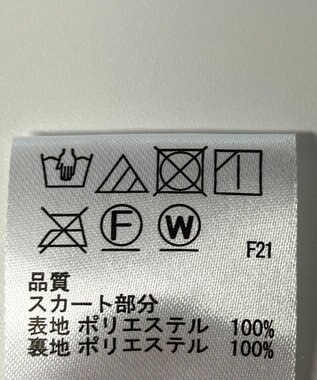 F W
F21
品質
スカート部分
表地 ポリエステル 100%
裏地 ポリエステル 100%